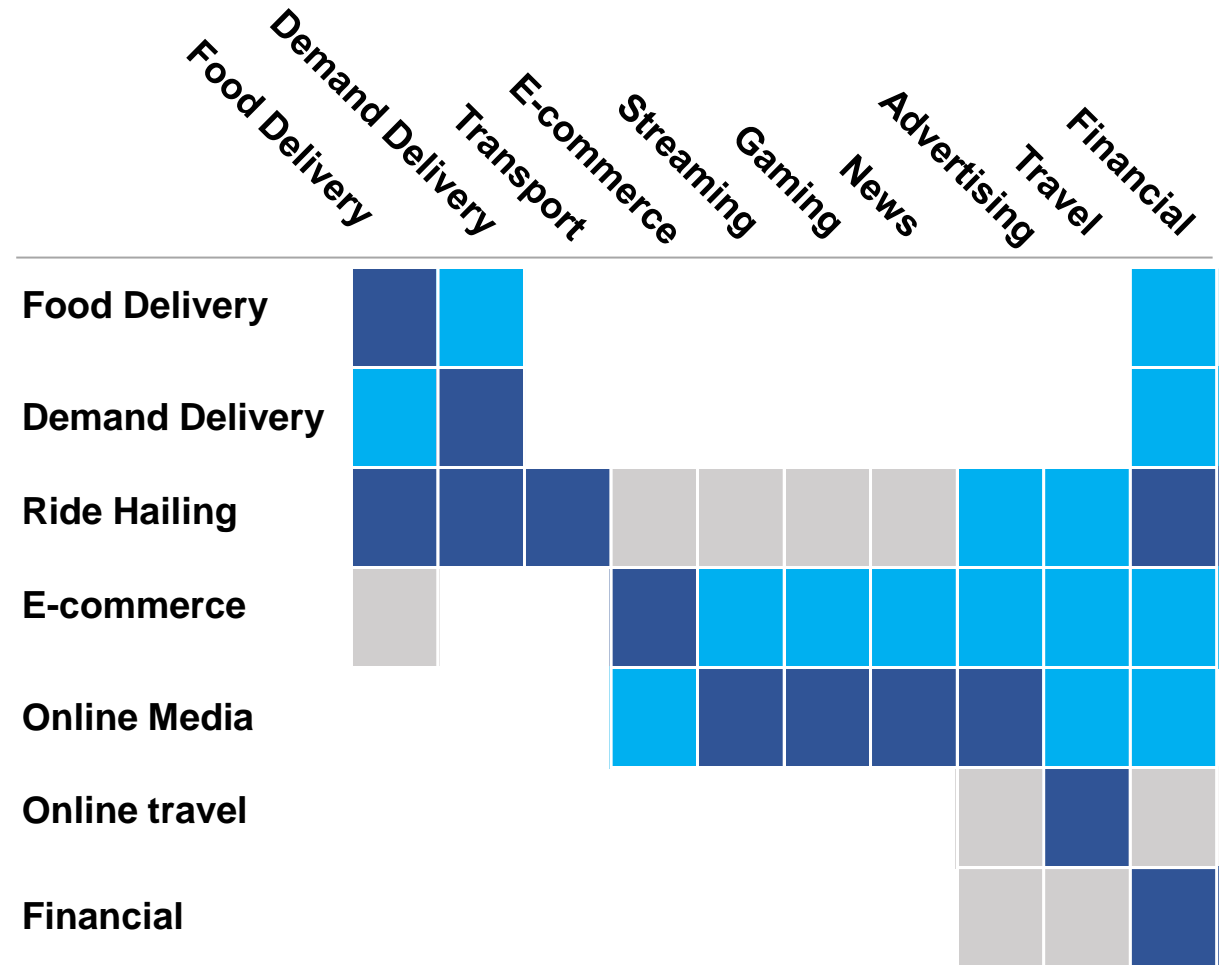 Food Delivery
Demand Delivery
Transport
E-commerce
Streaming
Gaming
News
Advertising
Travel
Financial
Food Delivery
Demand Delivery
Ride Hailing
E-commerce
Online Media
Online travel
Financial